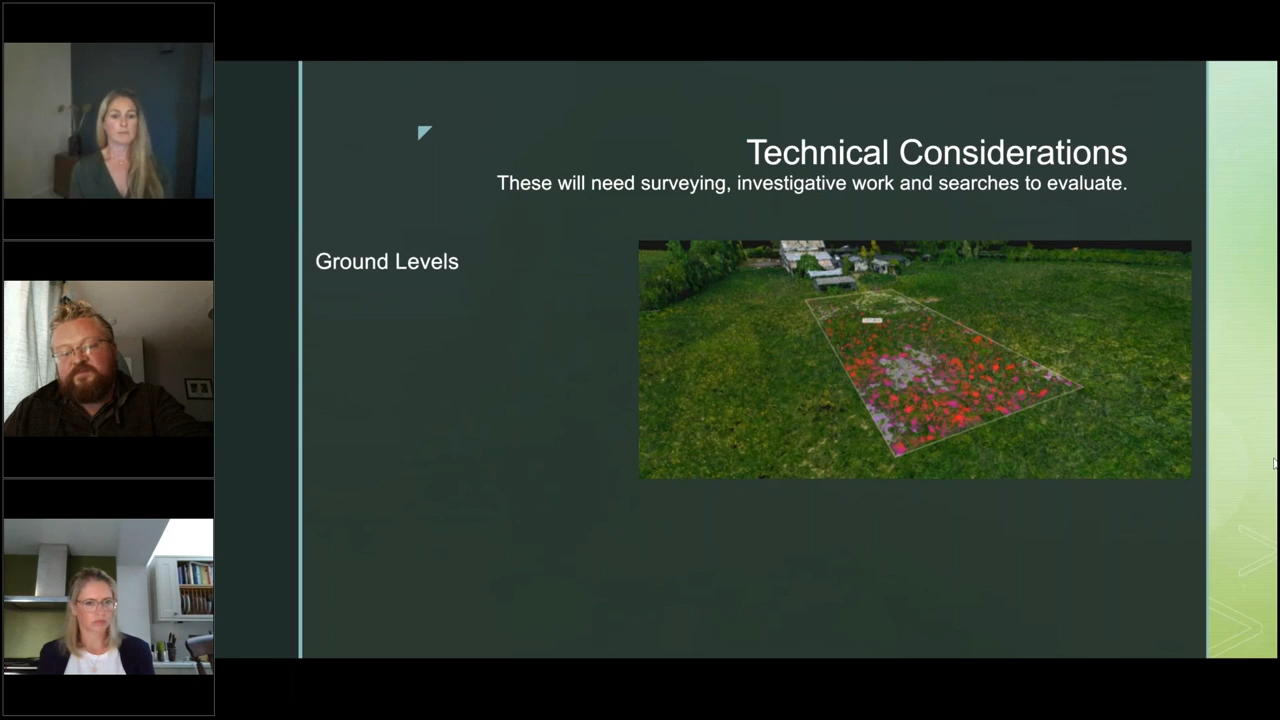 Technical Considerations
These will need surveying, investigative work and searches to evaluate.
Ground Levels